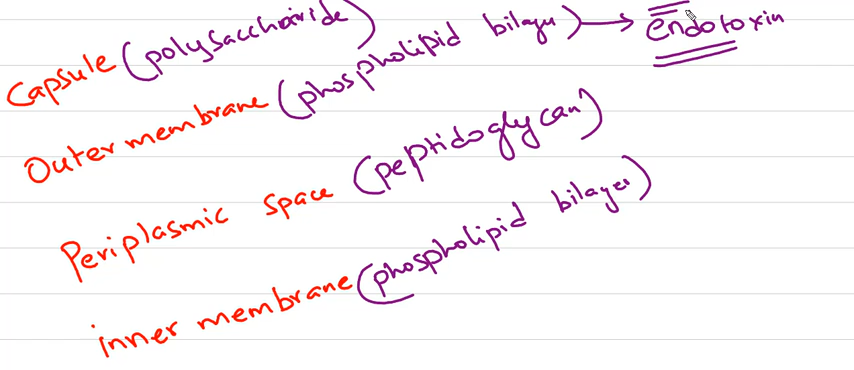 Capsule (polysaccharide)
Outer membrane (phospholipid bilayer) → endotoxin
Periplasmic space (peptidoglycan)
inner membrane (phospholipid bilayer)